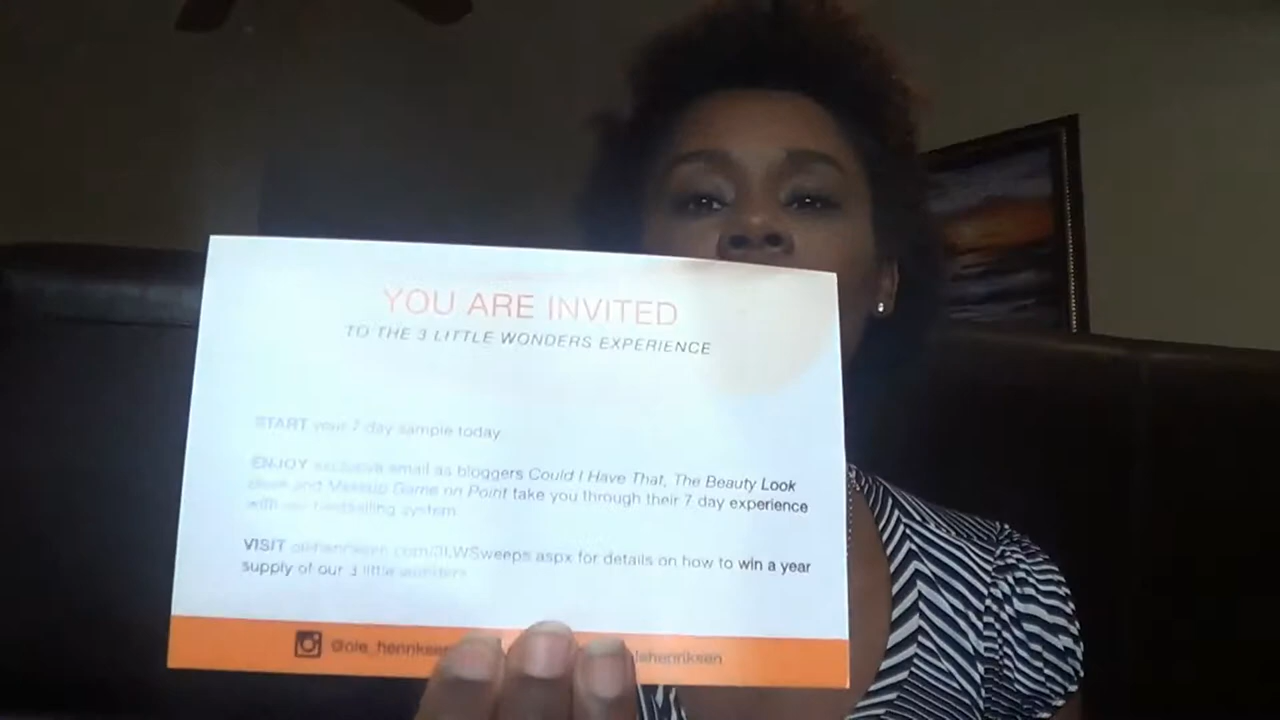 YOU ARE INVITED
TO THE 3 LITTLE WONDERS EXPERIENCE
START your 7 day sample today
ENJOY exclusive email as bloggers Could I Have That, The Beauty Look
Book and Makeup Game on Point take you through their 7 day experience
with our bestselling system.
VISIT olehenriksen.com/3LWSweeps.aspx for details on how to win a year
supply of our 3 little wonders
@ole_henriksen